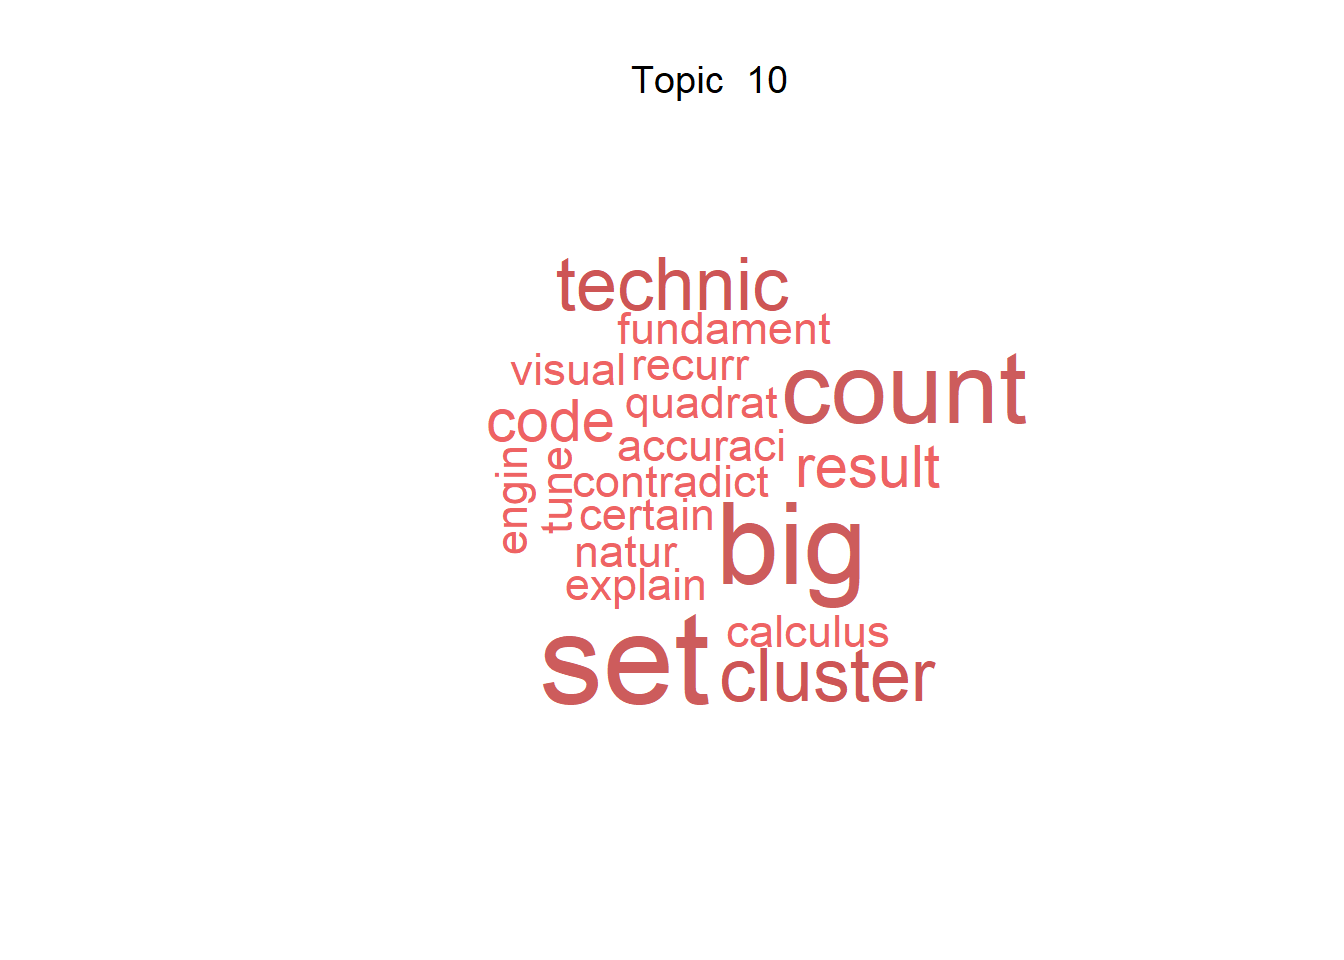 Topic 10
technic
fundament
visual recurr
count
quadrat
code
accuraci
result
engin
tune
contradict
certain
big
natur
explain
set
calculus
cluster